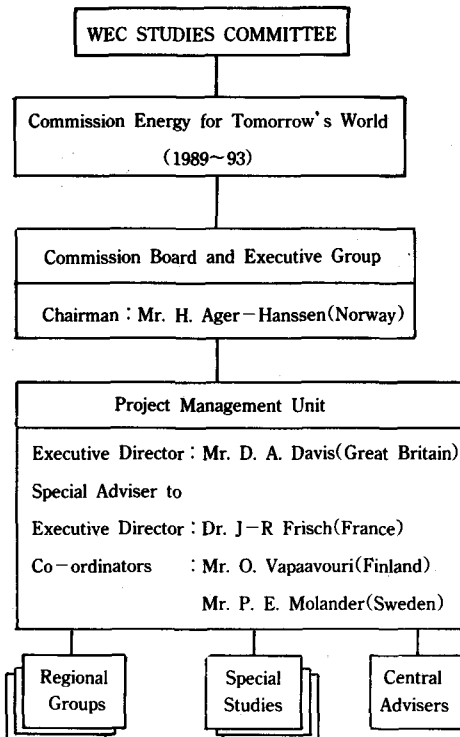 WEC STUDIES COMMITTEE
Commission Energy for Tomorrow's World
(1989~93)
Commission Board and Executive Group
Chairman : Mr. H. Ager-Hanssen(Norway)
Project Management Unit
Executive Director : Mr. D. A. Davis(Great Britain)
Special Adviser to
Executive Director : Dr. J-R Frisch(France)
Co-ordinators : Mr. O. Vapaavouri(Finland)
Mr. P. E. Molander(Sweden)
Regional
Groups
Special
Studies
Central
Advisers